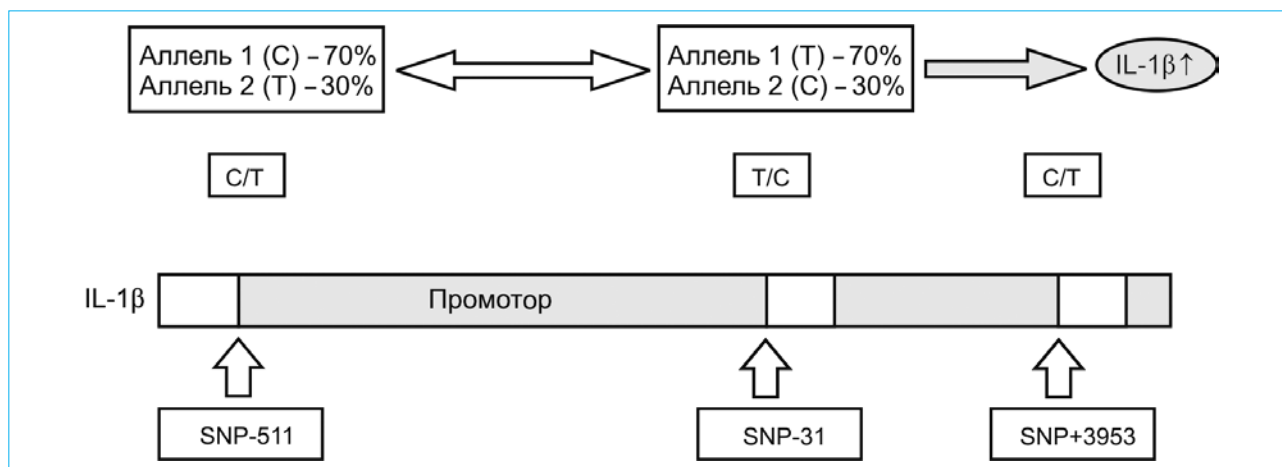 Аллель 1 (C) – 70%
Аллель 2 (T) – 30%
Аллель 1 (T) – 70%
Аллель 2 (C) – 30%
IL-1β↑
C/T
T/C
C/T
IL-1β
Промотор
SNP-511
SNP-31
SNP+3953